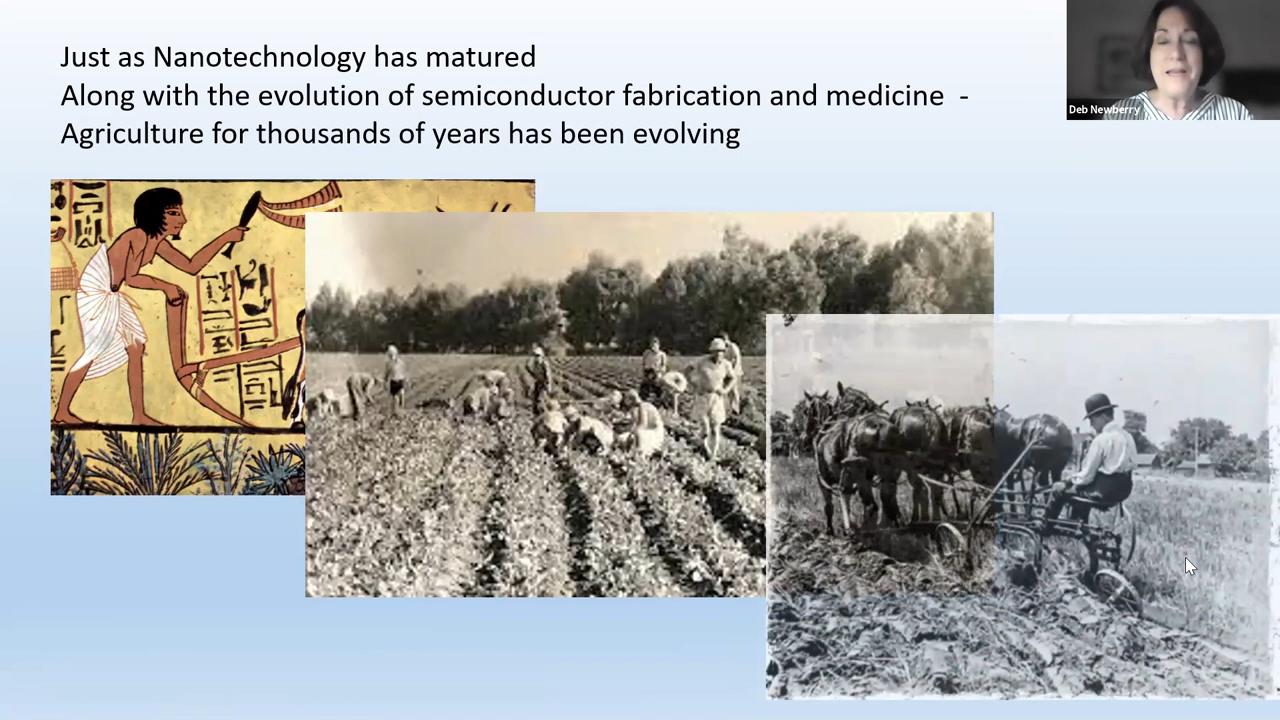 Just as Nanotechnology has matured
Along with the evolution of semiconductor fabrication and medicine -
Agriculture for thousands of years has been evolving
Deb Newberry